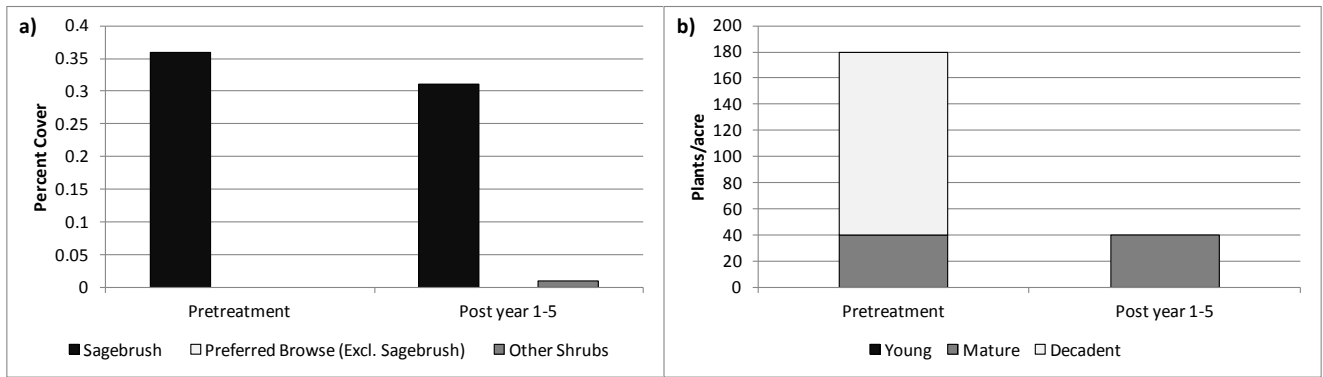 a)
Percent Cover
0.4
0.35
0.3
0.25
0.2
0.15
0.1
0.05
0
Pretreatment Post year 1-5
Sagebrush Preferred Browse (Excl. Sagebrush) Other Shrubs
b)
Plants/acre
200
180
160
140
120
100
80
60
40
20
0
Pretreatment Post year 1-5
Young Mature Decadent